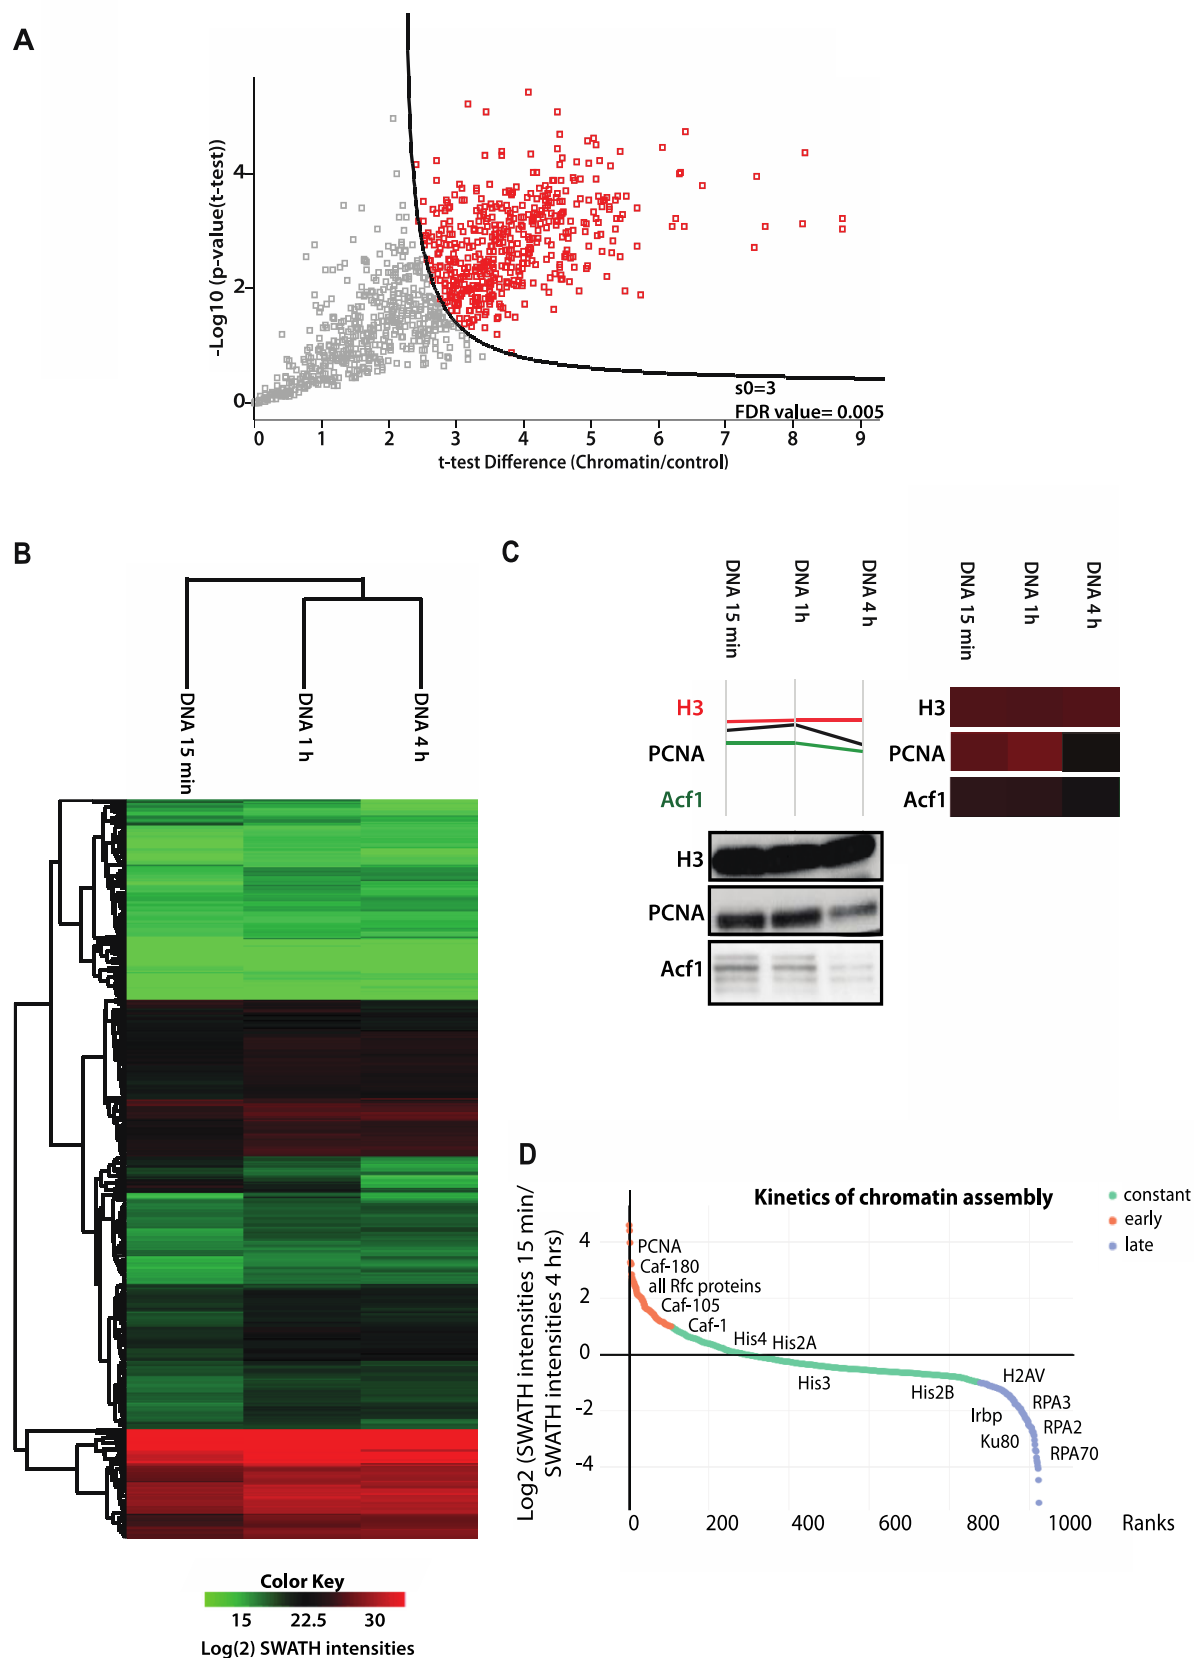 A
-Log10 (p-value(t-test))
4
2
0
s0=3
FDR value= 0.005
0 1 2 3 4 5 6 7 8 9
t-test Difference (Chromatin/control)
B
DNA 15 min
DNA 1 h
DNA 4 h
Color Key
15 22.5 30
Log(2) SWATH intensities
C
DNA 15 min
DNA 1h
DNA 4 h
H3
PCNA
Acf1
H3
PCNA
Acf1
DNA 15 min
DNA 1h
DNA 4 h
H3
PCNA
Acf1
D
Kinetics of chromatin assembly
constant
early
late
Log2 (SWATH intensities 15 min/
SWATH intensities 4 hrs)
4
2
0
-2
-4
PCNA
Caf-180
all Rfc proteins
Caf-105
Caf-1
His4 His2A
His3
His2B
H2AV
Irbp
RPA3
Ku80
RPA2
RPA70
0 200 400 600 800 1000 Ranks